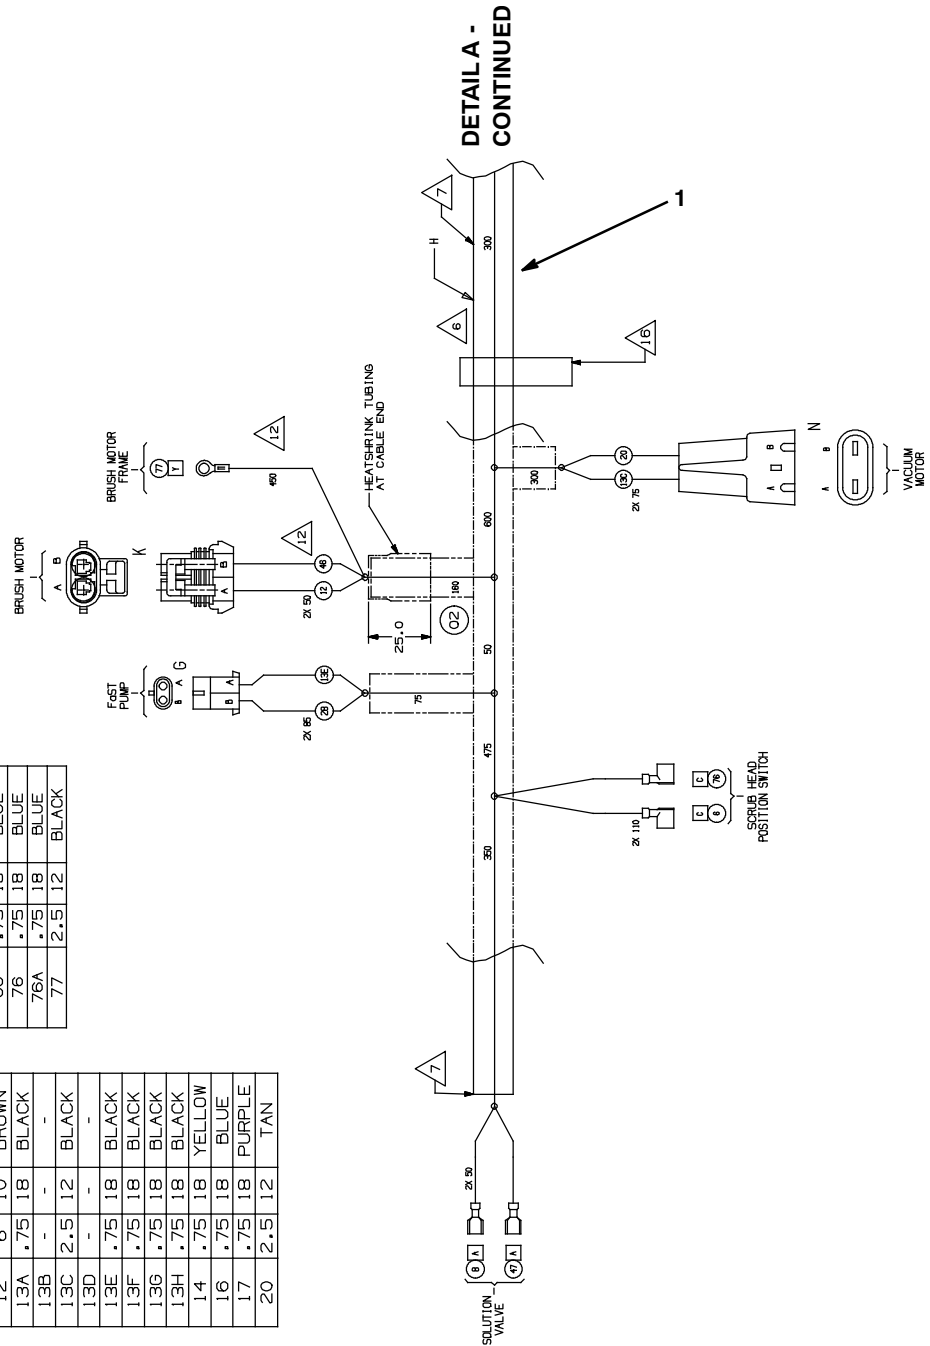 DETAIL A -
CONTINUED
1
7
H
300
6
16
BRUSH MOTOR
FRAME
77
Y
12
450
HEATSHRINK TUBING
AT CABLE END
BRUSH MOTOR
A B
K
A B
12
2X 50
12
46
25.0
02
180
600
300
2X 75
13C
20
A B
N
A B
VACUUM
MOTOR
FaST
PUMP
G
B A
B A
2X 85
28
13E
75
50
475
350
2X 110
C C
6 76
SCRUB HEAD
POSITION SWITCH
7
2X 50
A
A
47
SOLUTION
VALVE
76 .75 18 BLUE
76A .75 18 BLUE
77 2.5 12 BLACK
13A .75 18 BLACK
13B - - -
13C 2.5 12 BLACK
13D - - -
13E .75 18 BLACK
13F .75 18 BLACK
13G .75 18 BLACK
13H .75 18 BLACK
14 .75 18 YELLOW
16 .75 18 BLUE
17 .75 18 PURPLE
20 2.5 12 TAN